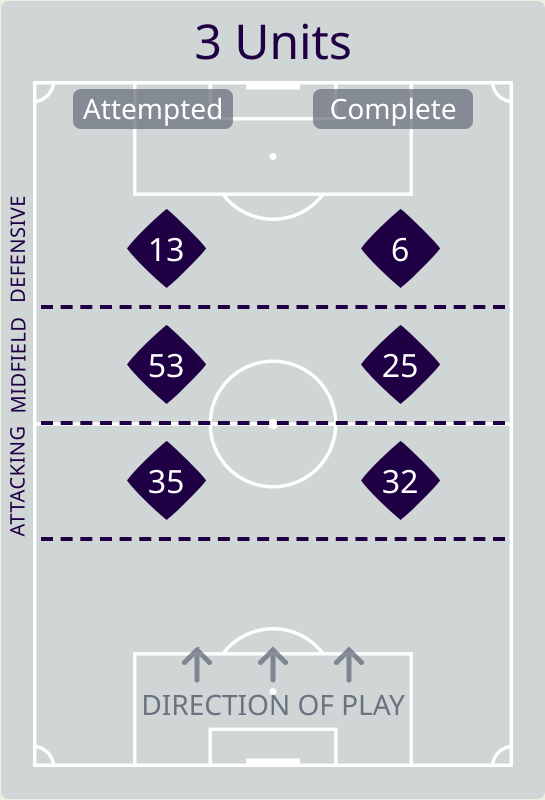 3 Units
Attempted Complete
DEFENSIVE
13 6
MIDFIELD
53 25
ATTACKING
35 32
DIRECTION OF PLAY